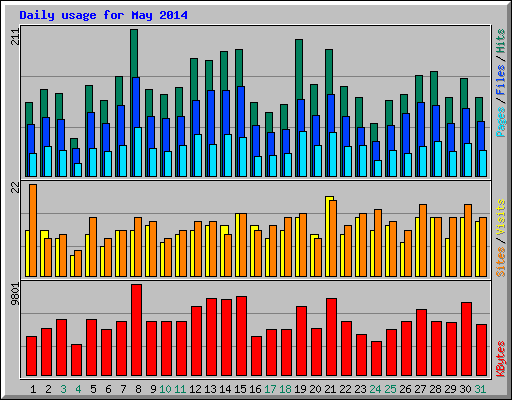 Daily usage for May 2014
211
Pages / Files / Hits
22
Sites / Visits
9801
KBytes
1 2 3 4 5 6 7 8 9 10 11 12 13 14 15 16 17 18 19 20 21 22 23 24 25 26 27 28 29 30 31